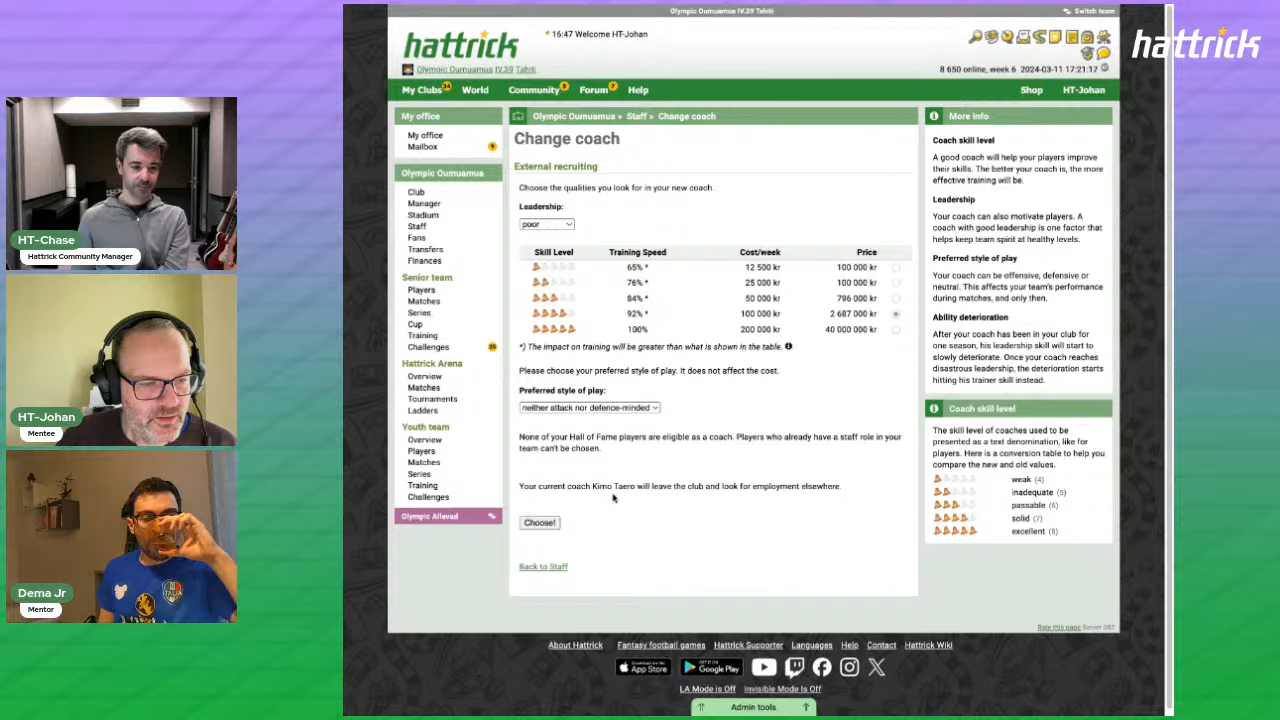 HT-Chase
Hattrick Community Manager
HT-Johan
Mentee
Dema Jr
Mentor
ITALIA
hattrick
Olympic Oumuamua IV.39 Tahiti
Switch team
hattrick
16:47 Welcome HT-Johan
Olympic Oumuamua IV.39 Tahiti
8 650 online, week 6 2024-03-11 17:21:17
My Clubs
World
Community
Forum
Help
Shop
HT-Johan
My office
My office
Mailbox
Olympic Oumuamua
Club
Manager
Stadium
Staff
Fans
Transfers
Finances
Senior team
Players
Matches
Series
Cup
Training
Challenges
Hattrick Arena
Overview
Matches
Tournaments
Ladders
Youth team
Overview
Players
Matches
Series
Training
Challenges
Olympic Allevad
Olympic Oumuamua » Staff » Change coach
Change coach
External recruiting
Choose the qualities you look for in your new coach.
Leadership:
poor
Skill Level Training Speed Cost/week Price
65% * 12 500 kr 100 000 kr
76% * 25 000 kr 100 000 kr
84% * 50 000 kr 796 000 kr
92% * 100 000 kr 2 687 000 kr
100% 200 000 kr 40 000 000 kr
*) The impact on training will be greater than what is shown in the table.
Please choose your preferred style of play. It does not affect the cost.
Preferred style of play:
neither attack nor defence-minded
None of your Hall of Fame players are eligible as a coach. Players who already have a staff role in your
team can't be chosen.
Your current coach Kimo Taero will leave the club and look for employment elsewhere.
Choose!
Back to Staff
More info
Coach skill level
A good coach will help your players improve
their skills. The better your coach is, the more
effective training will be.
Leadership
Your coach can also motivate players. A
coach with good leadership is one factor that
helps keep team spirit at healthy levels.
Preferred style of play
Your coach can be offensive, defensive or
neutral. This affects your team's performance
during matches, and only then.
Ability deterioration
After your coach has been in your club for
one season, his leadership skill will start to
slowly deteriorate. Once your coach reaches
disastrous leadership, the deterioration starts
hitting his trainer skill instead.
Coach skill level
The skill level of coaches used to be
presented as a text denomination, like for
players. Here is a conversion table to help you
compare the new and old values.
weak (4)
inadequate (5)
passable (6)
solid (7)
excellent (8)
Rate this page Server 082
About Hattrick Fantasy football games Hattrick Supporter Languages Help Contact Hattrick Wiki
App Store
Google Play
LA Mode is Off Invisible Mode Is Off
Admin tools